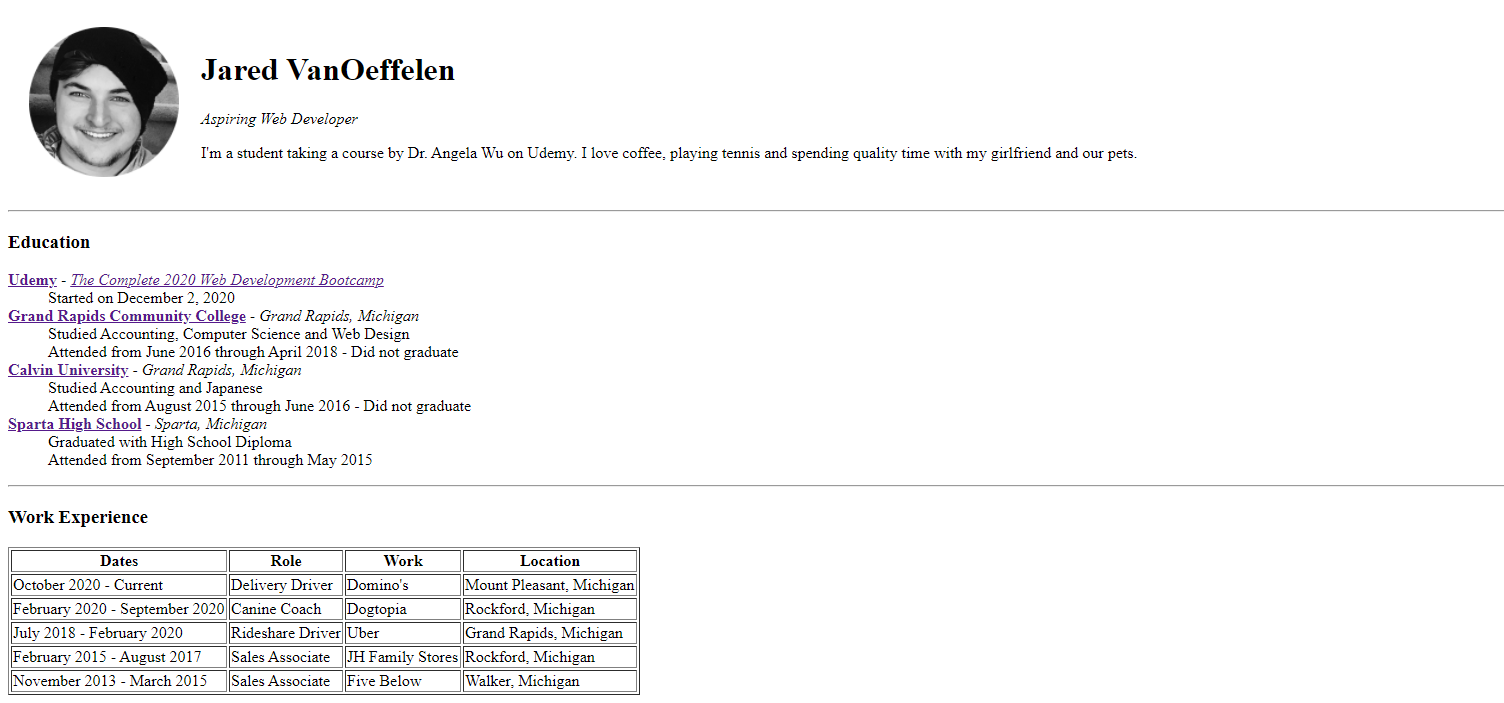 Jared VanOeffelen
Aspiring Web Developer
I'm a student taking a course by Dr. Angela Wu on Udemy. I love coffee, playing tennis and spending quality time with my girlfriend and our pets.
Education
Udemy - The Complete 2020 Web Development Bootcamp
Started on December 2, 2020
Grand Rapids Community College - Grand Rapids, Michigan
Studied Accounting, Computer Science and Web Design
Attended from June 2016 through April 2018 - Did not graduate
Calvin University - Grand Rapids, Michigan
Studied Accounting and Japanese
Attended from August 2015 through June 2016 - Did not graduate
Sparta High School - Sparta, Michigan
Graduated with High School Diploma
Attended from September 2011 through May 2015
Work Experience
Dates Role Work Location
October 2020 - Current Delivery Driver Domino's Mount Pleasant, Michigan
February 2020 - September 2020 Canine Coach Dogtopia Rockford, Michigan
July 2018 - February 2020 Rideshare Driver Uber Grand Rapids, Michigan
February 2015 - August 2017 Sales Associate JH Family Stores Rockford, Michigan
November 2013 - March 2015 Sales Associate Five Below Walker, Michigan